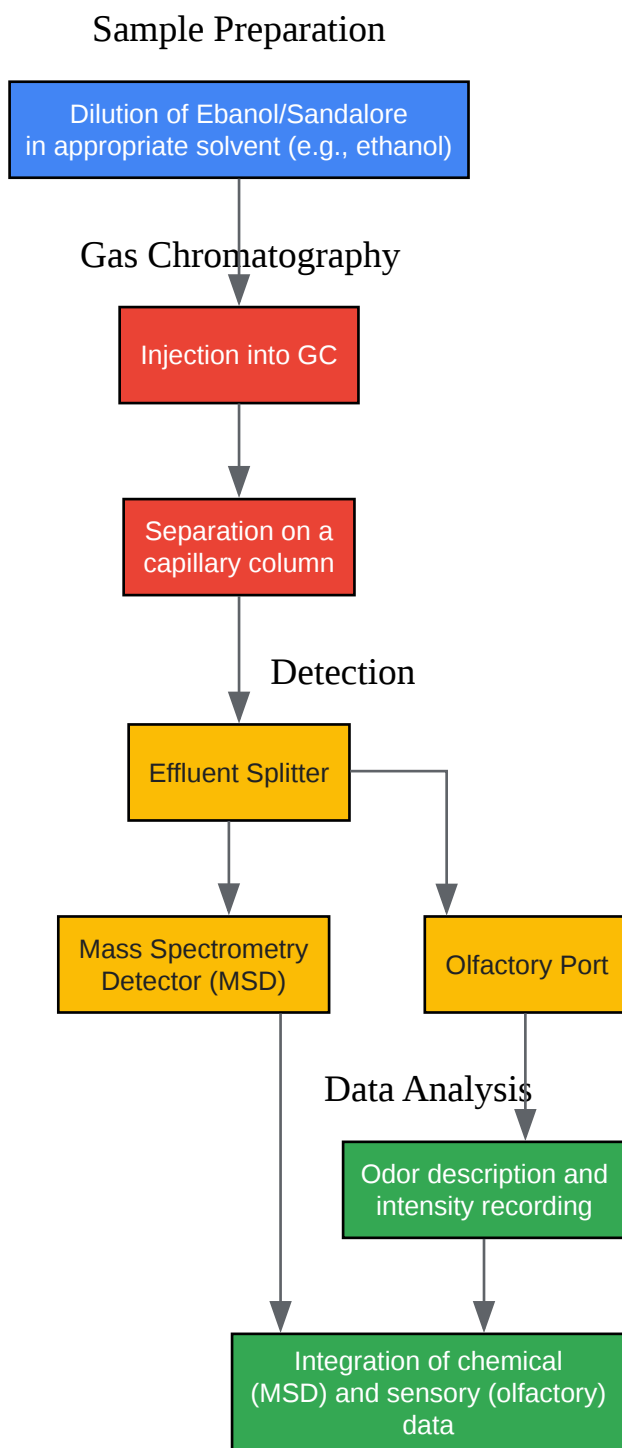 Sample Preparation
Dilution of Ebanol/Sandalore
in appropriate solvent (e.g., ethanol)
Gas Chromatography
Injection into GC
Separation on a
capillary column
Detection
Effluent Splitter
Mass Spectrometry
Detector (MSD)
Olfactory Port
Data Analysis
Odor description and
intensity recording
Integration of chemical
(MSD) and sensory (olfactory)
data